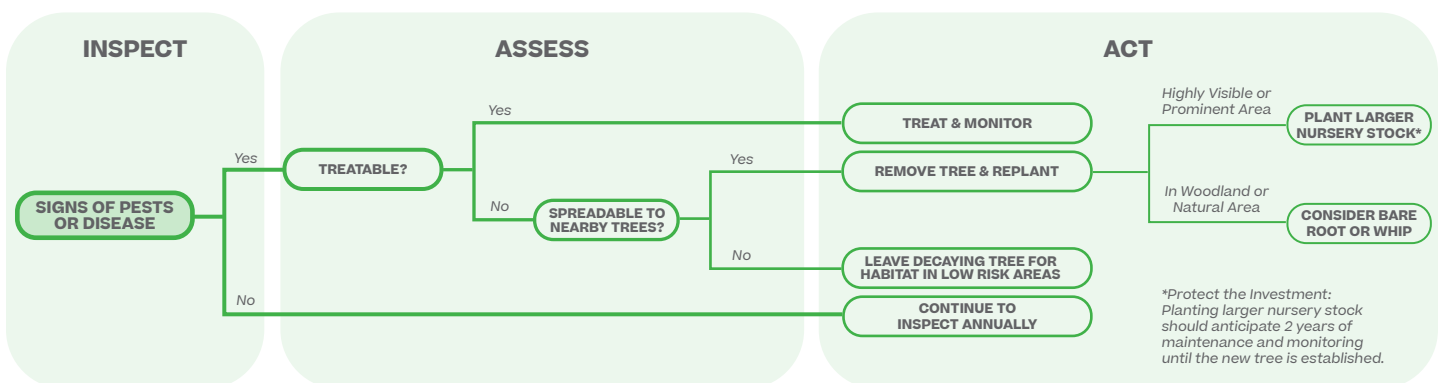 INSPECT
ASSESS
ACT
SIGNS OF PESTS
OR DISEASE
Yes
No
TREATABLE?
Yes
No
SPREADABLE TO
NEARBY TREES?
Yes
No
TREAT & MONITOR
REMOVE TREE & REPLANT
LEAVE DECAYING TREE FOR
HABITAT IN LOW RISK AREAS
CONTINUE TO
INSPECT ANNUALLY
Highly Visible or
Prominent Area
PLANT LARGER
NURSERY STOCK*
In Woodland or
Natural Area
CONSIDER BARE
ROOT OR WHIP
*Protect the Investment:
Planting larger nursery stock
should anticipate 2 years of
maintenance and monitoring
until the new tree is established.